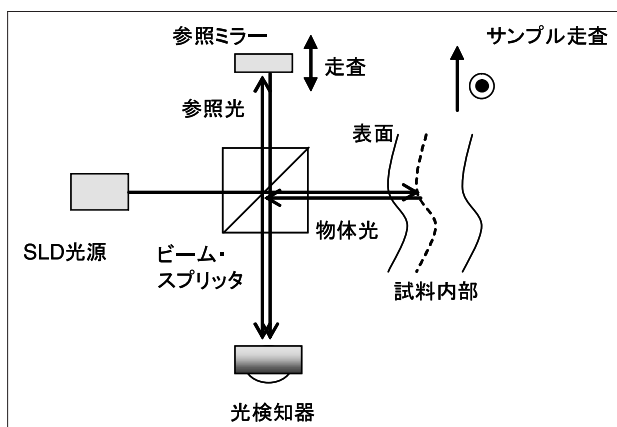 参照ミラー
サンプル走査
走査
参照光
表面
SLD光源
ビーム・
スプリッタ
物体光
試料内部
光検知器